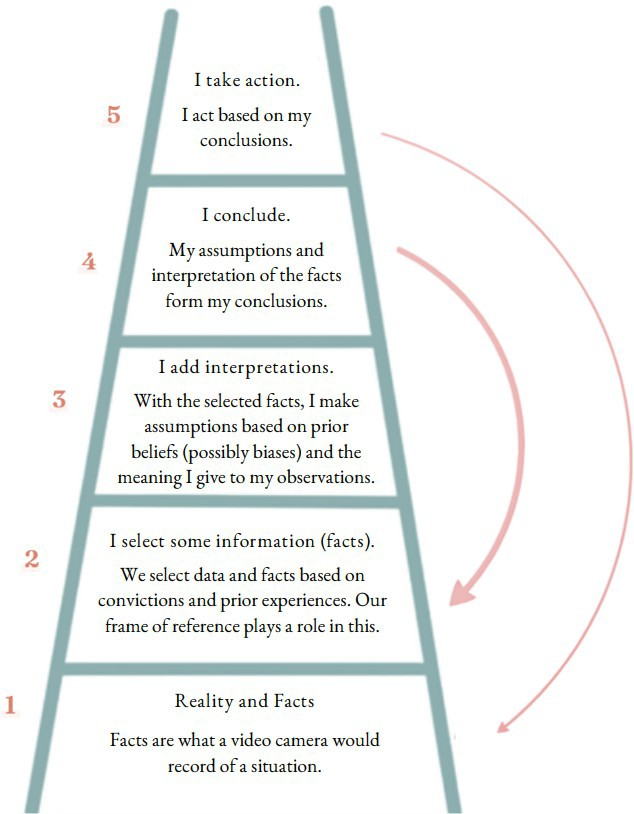 5
I take action.
I act based on my
conclusions.
4
I conclude.
My assumptions and
interpretation of the facts
form my conclusions.
3
I add interpretations.
With the selected facts, I make
assumptions based on prior
beliefs (possibly biases) and the
meaning I give to my observations.
2
I select some information (facts).
We select data and facts based on
convictions and prior experiences. Our
frame of reference plays a role in this.
1
Reality and Facts
Facts are what a video camera would
record of a situation.